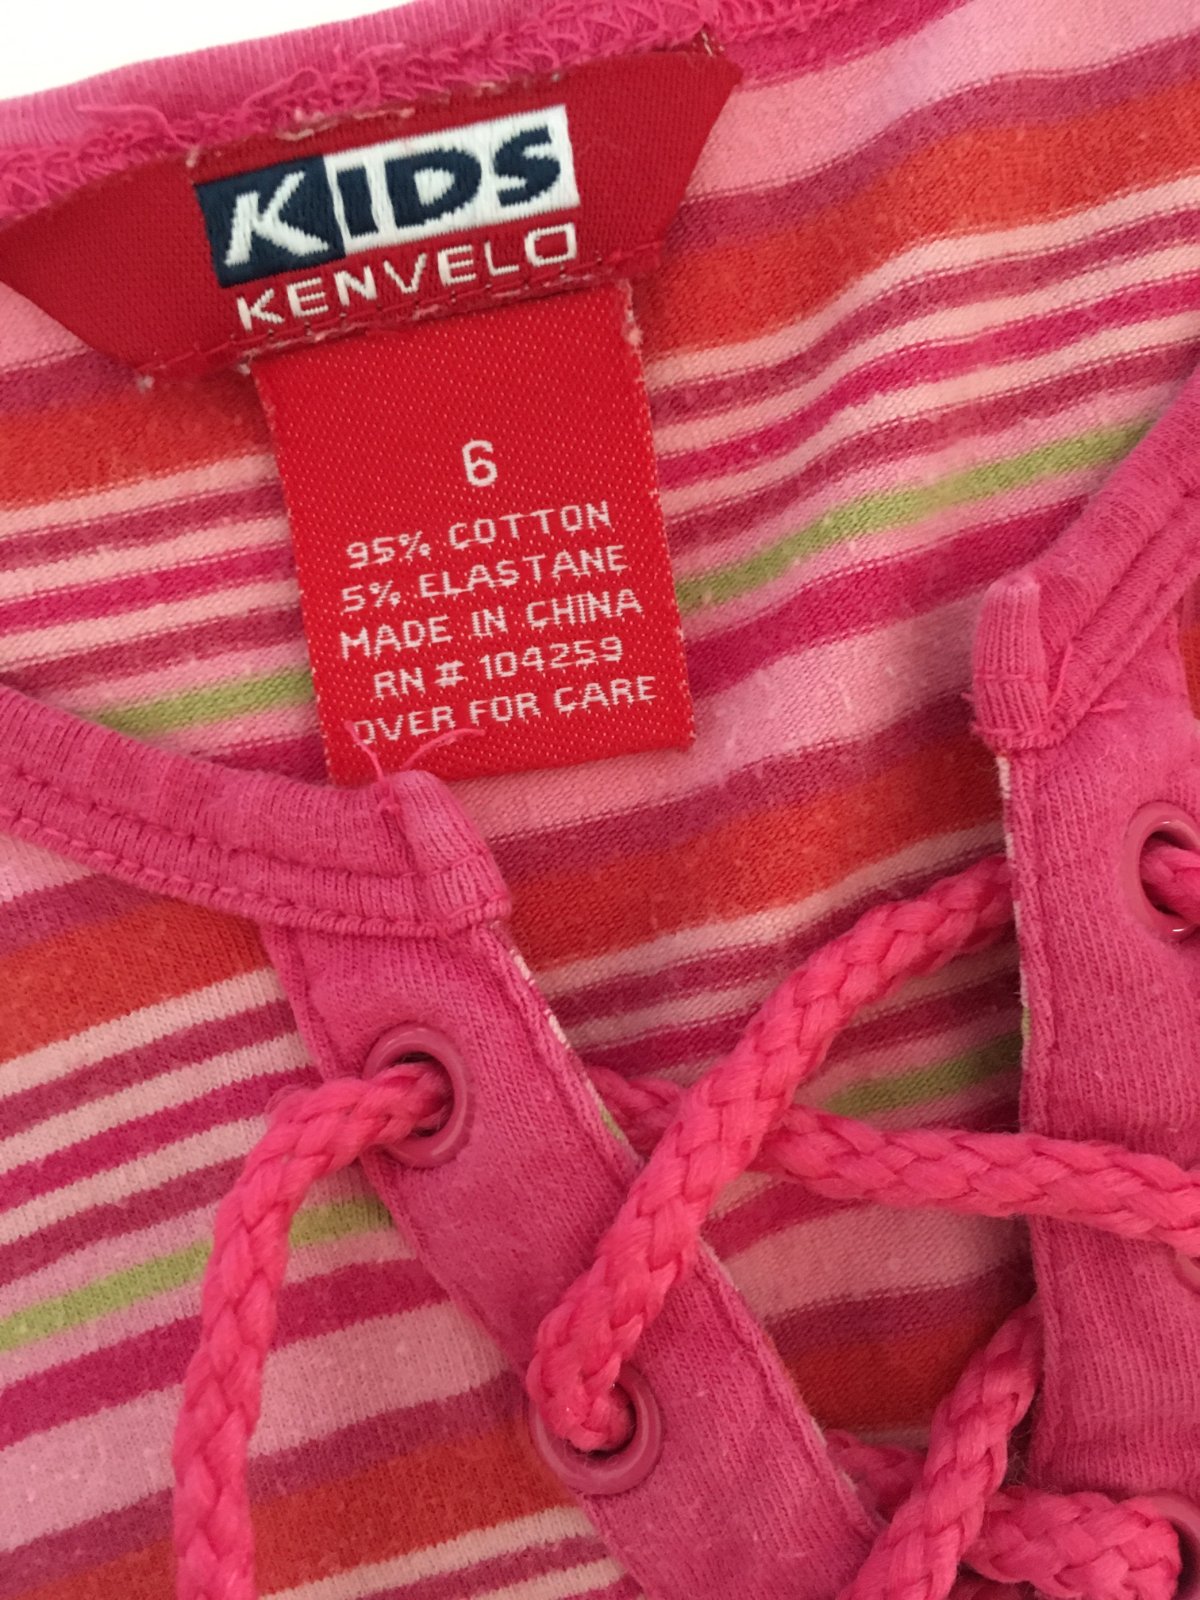 KIDS
KENVELO
6
95% COTTON
5% ELASTANE
MADE IN CHINA
RN # 104259
OVER FOR CARE